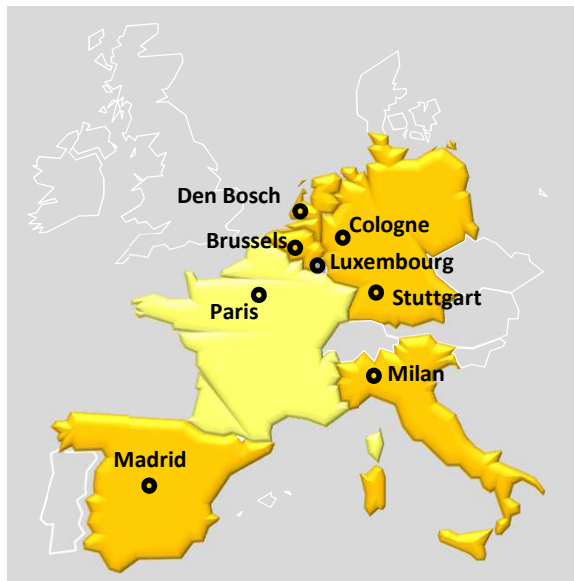 Den Bosch
Cologne
Brussels
Luxembourg
Stuttgart
Paris
Milan
Madrid